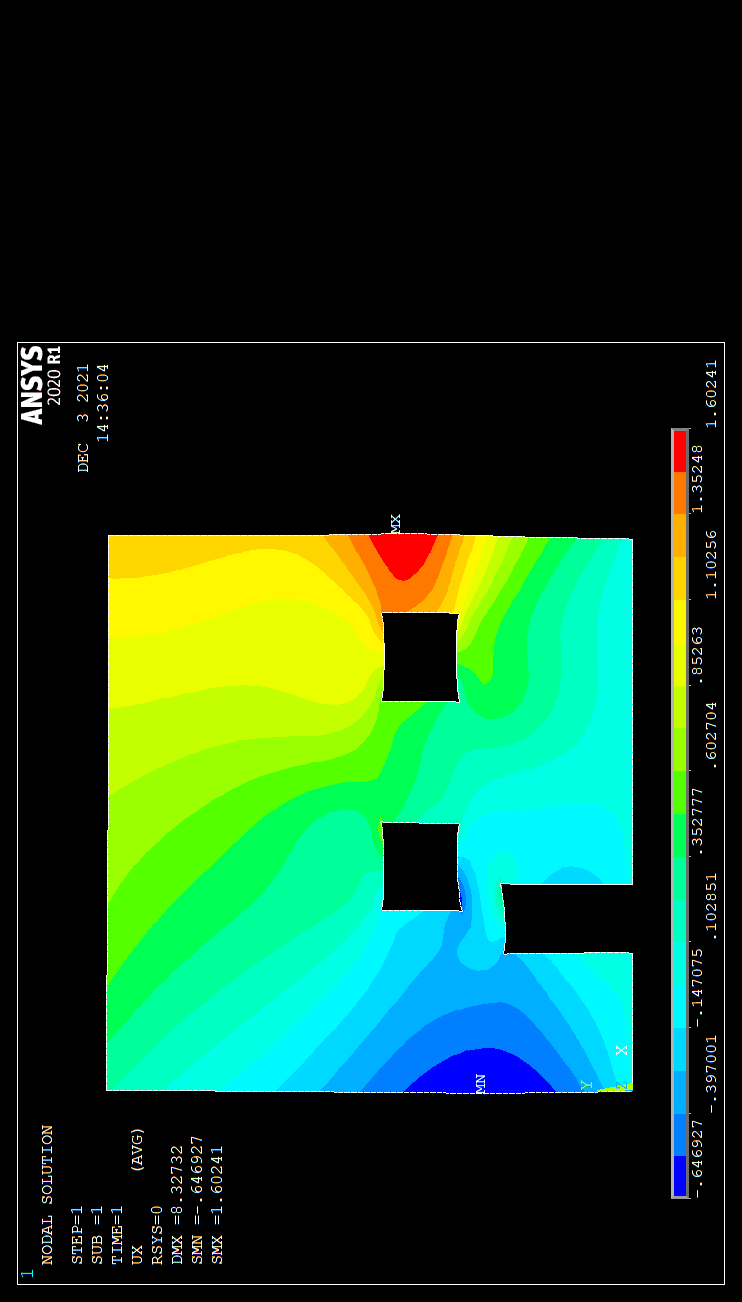 1
NODAL SOLUTION
STEP=1
SUB =1
TIME=1
UX (AVG)
RSYS=0
DMX =8.32732
SMN =-.646927
SMX =1.60241
ANSYS
2020 R1
DEC 3 2021
14:36:04
MX
MN
Y
Z X
-.646927
-.397001
-.147075
.102851
.352777
.602704
.85263
1.10256
1.35248
1.60241